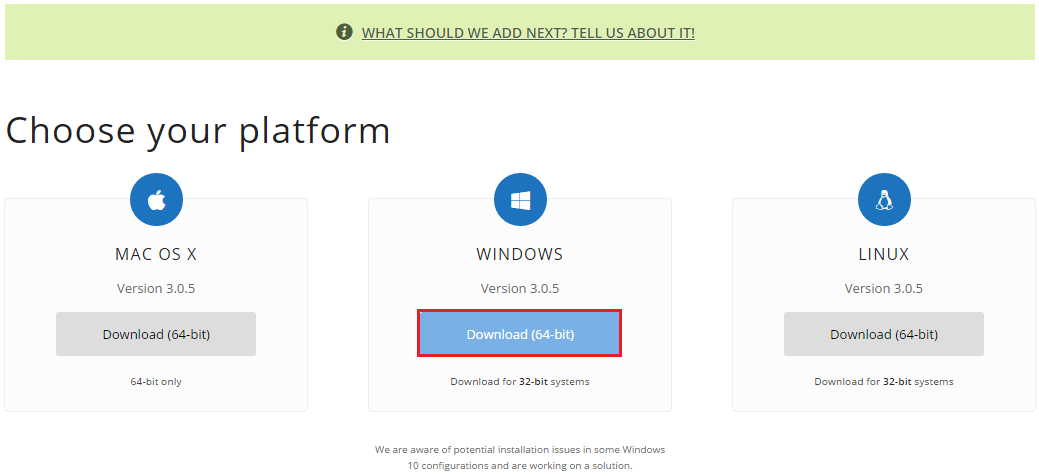 WHAT SHOULD WE ADD NEXT? TELL US ABOUT IT!
Choose your platform
MAC OS X
Version 3.0.5
Download (64-bit)
64-bit only
WINDOWS
Version 3.0.5
Download (64-bit)
Download for 32-bit systems
We are aware of potential installation issues in some Windows
10 configurations and are working on a solution.
LINUX
Version 3.0.5
Download (64-bit)
Download for 32-bit systems